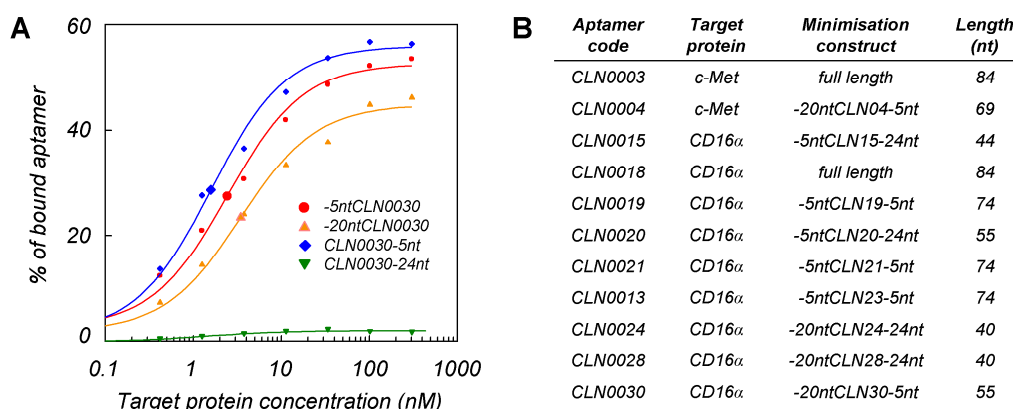 A
% of bound aptamer
60
40
20
0
-5ntCLN0030
-20ntCLN0030
CLN0030-5nt
CLN0030-24nt
0.1 1 10 100 1000
Target protein concentration (nM)
B
Aptamer code Target protein Minimisation construct Length (nt)
CLN0003 c-Met full length 84
CLN0004 c-Met -20ntCLN04-5nt 69
CLN0015 CD16α -5ntCLN15-24nt 44
CLN0018 CD16α full length 84
CLN0019 CD16α -5ntCLN19-5nt 74
CLN0020 CD16α -5ntCLN20-24nt 55
CLN0021 CD16α -5ntCLN21-5nt 74
CLN0013 CD16α -5ntCLN23-5nt 74
CLN0024 CD16α -20ntCLN24-24nt 40
CLN0028 CD16α -20ntCLN28-24nt 40
CLN0030 CD16α -20ntCLN30-5nt 55